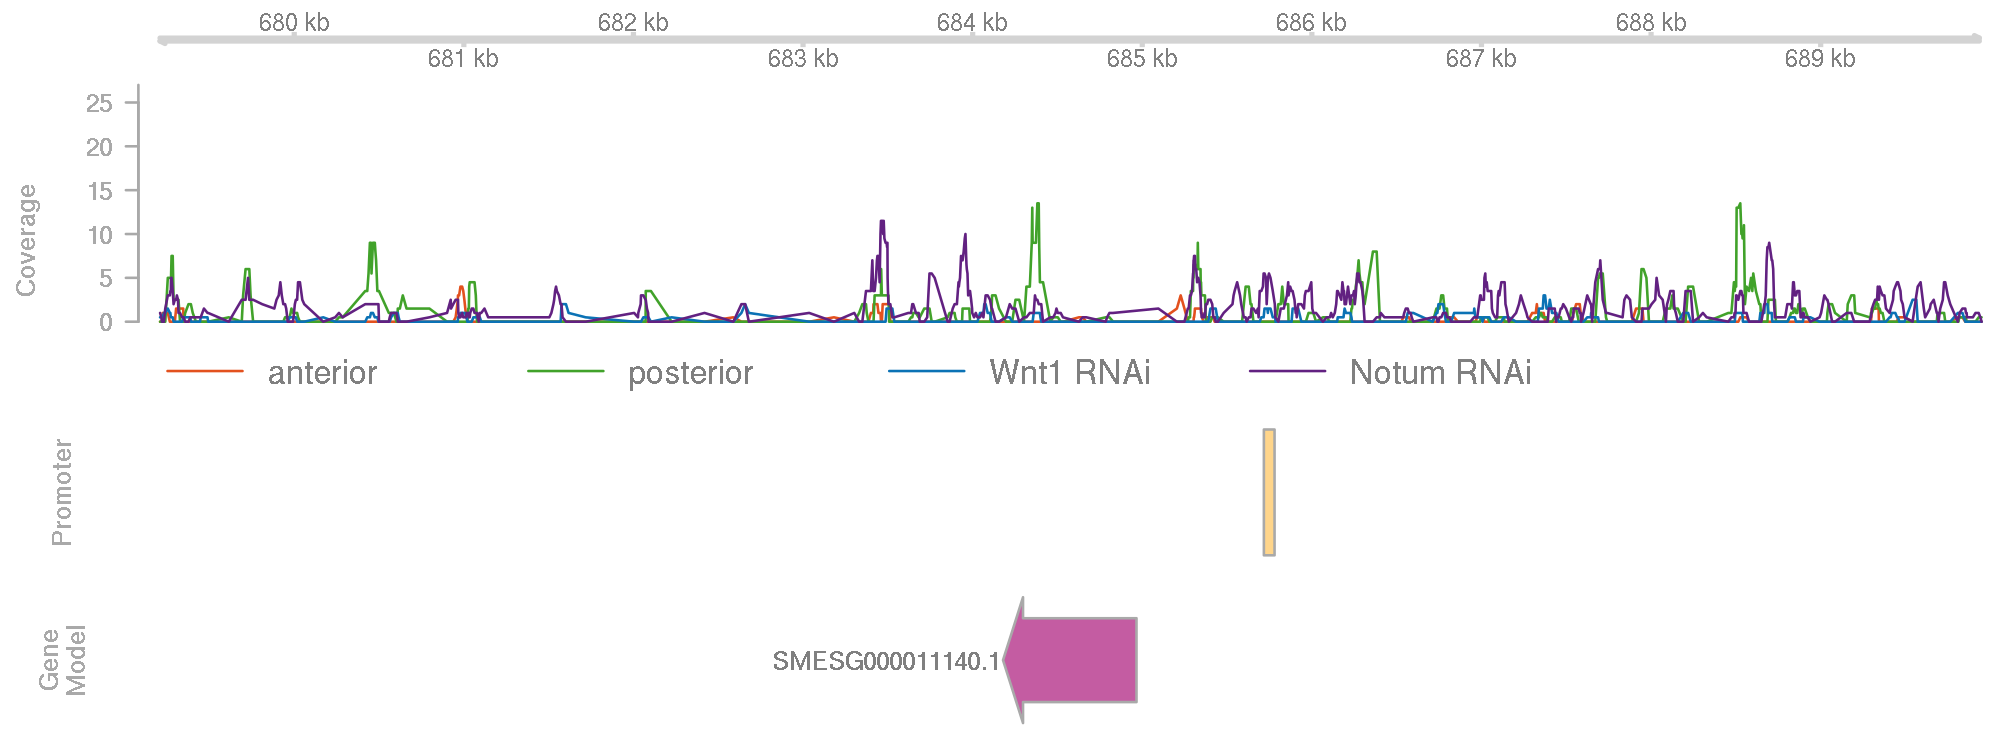 680 kb 682 kb 684 kb 686 kb 688 kb
681 kb 683 kb 685 kb 687 kb 689 kb
25
20
15
10
5
0
Coverage
anterior posterior Wnt1 RNAi Notum RNAi
Promoter
Gene
Model
SMESG000011140.1